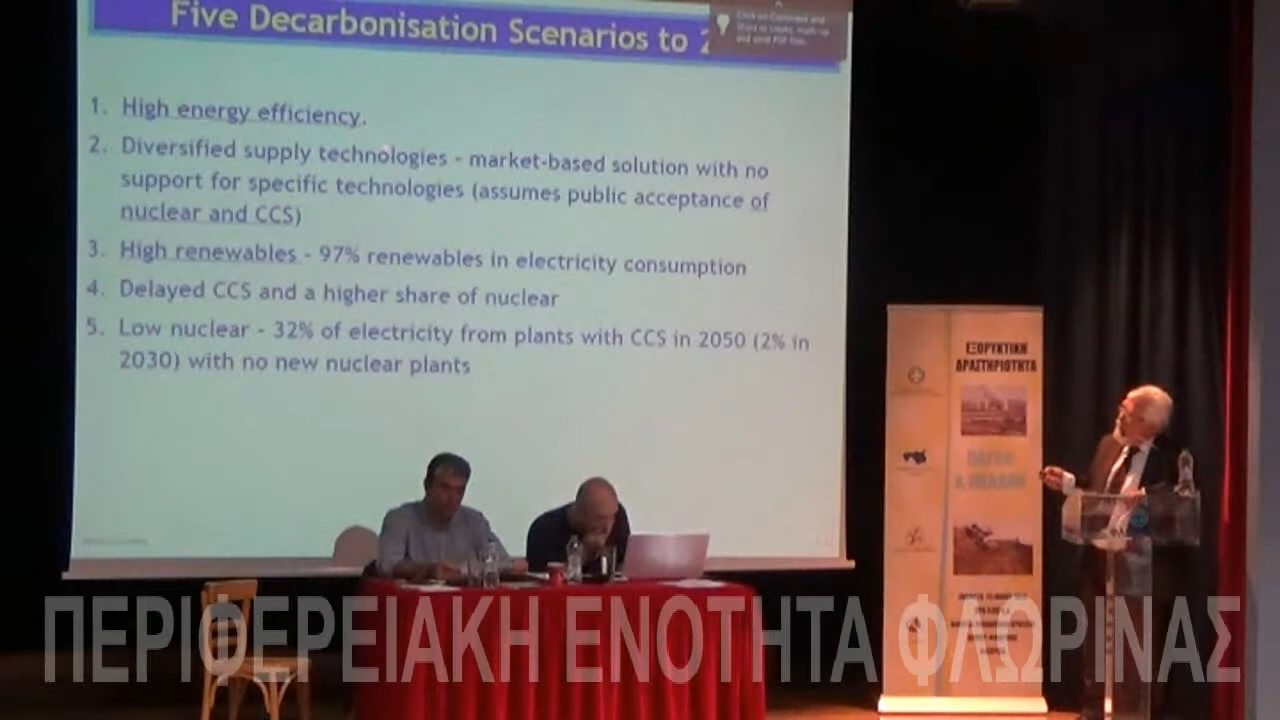 Five Decarbonisation Scenarios to 2
1. High energy efficiency.
2. Diversified supply technologies - market-based solution with no
support for specific technologies (assumes public acceptance of
nuclear and CCS)
3. High renewables - 97% renewables in electricity consumption
4. Delayed CCS and a higher share of nuclear
5. Low nuclear - 32% of electricity from plants with CCS in 2050 (2% in
2030) with no new nuclear plants
ΕΞΟΡΥΚΤΙΚΗ
ΔΡΑΣΤΗΡΙΟΤΗΤΑ
ΠΕΡΙΦΕΡΕΙΑΚΗ ΕΝΟΤΗΤΑ ΦΛΩΡΙΝΑΣ